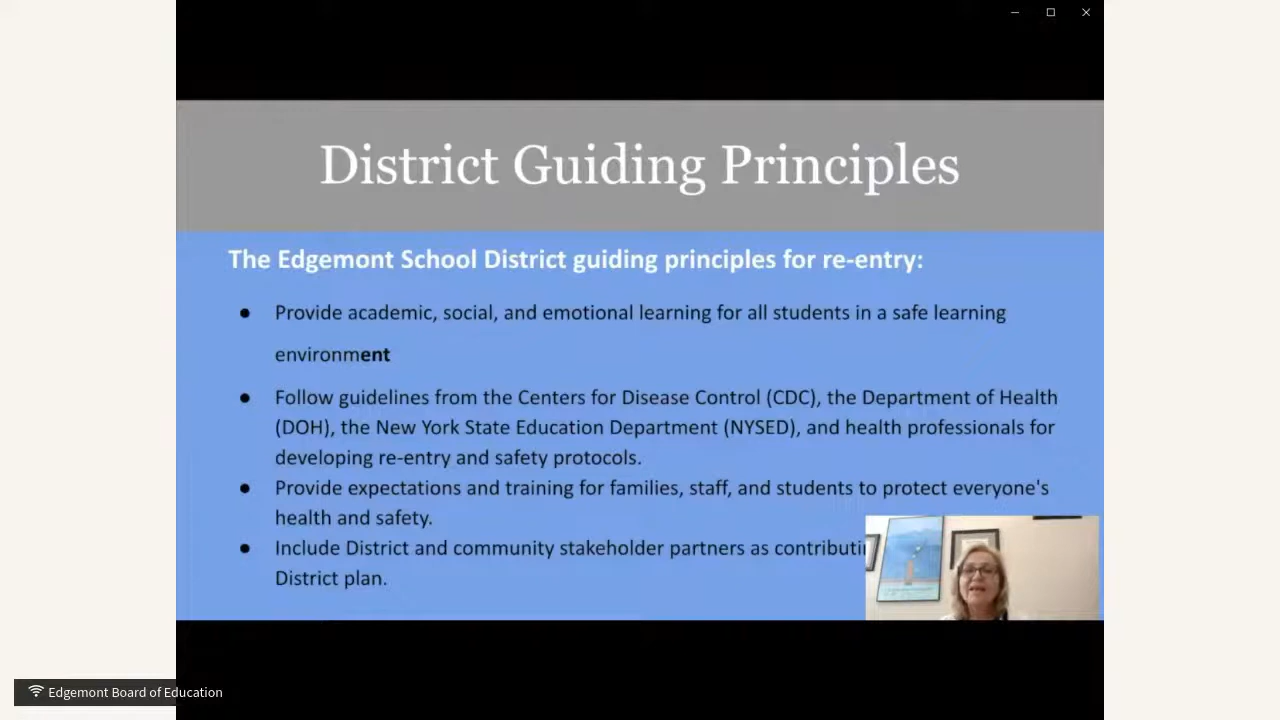 District Guiding Principles
The Edgemont School District guiding principles for re-entry:
● Provide academic, social, and emotional learning for all students in a safe learning
environment
● Follow guidelines from the Centers for Disease Control (CDC), the Department of Health
(DOH), the New York State Education Department (NYSED), and health professionals for
developing re-entry and safety protocols.
● Provide expectations and training for families, staff, and students to protect everyone's
health and safety.
● Include District and community stakeholder partners as
District plan.
Edgemont Board of Education